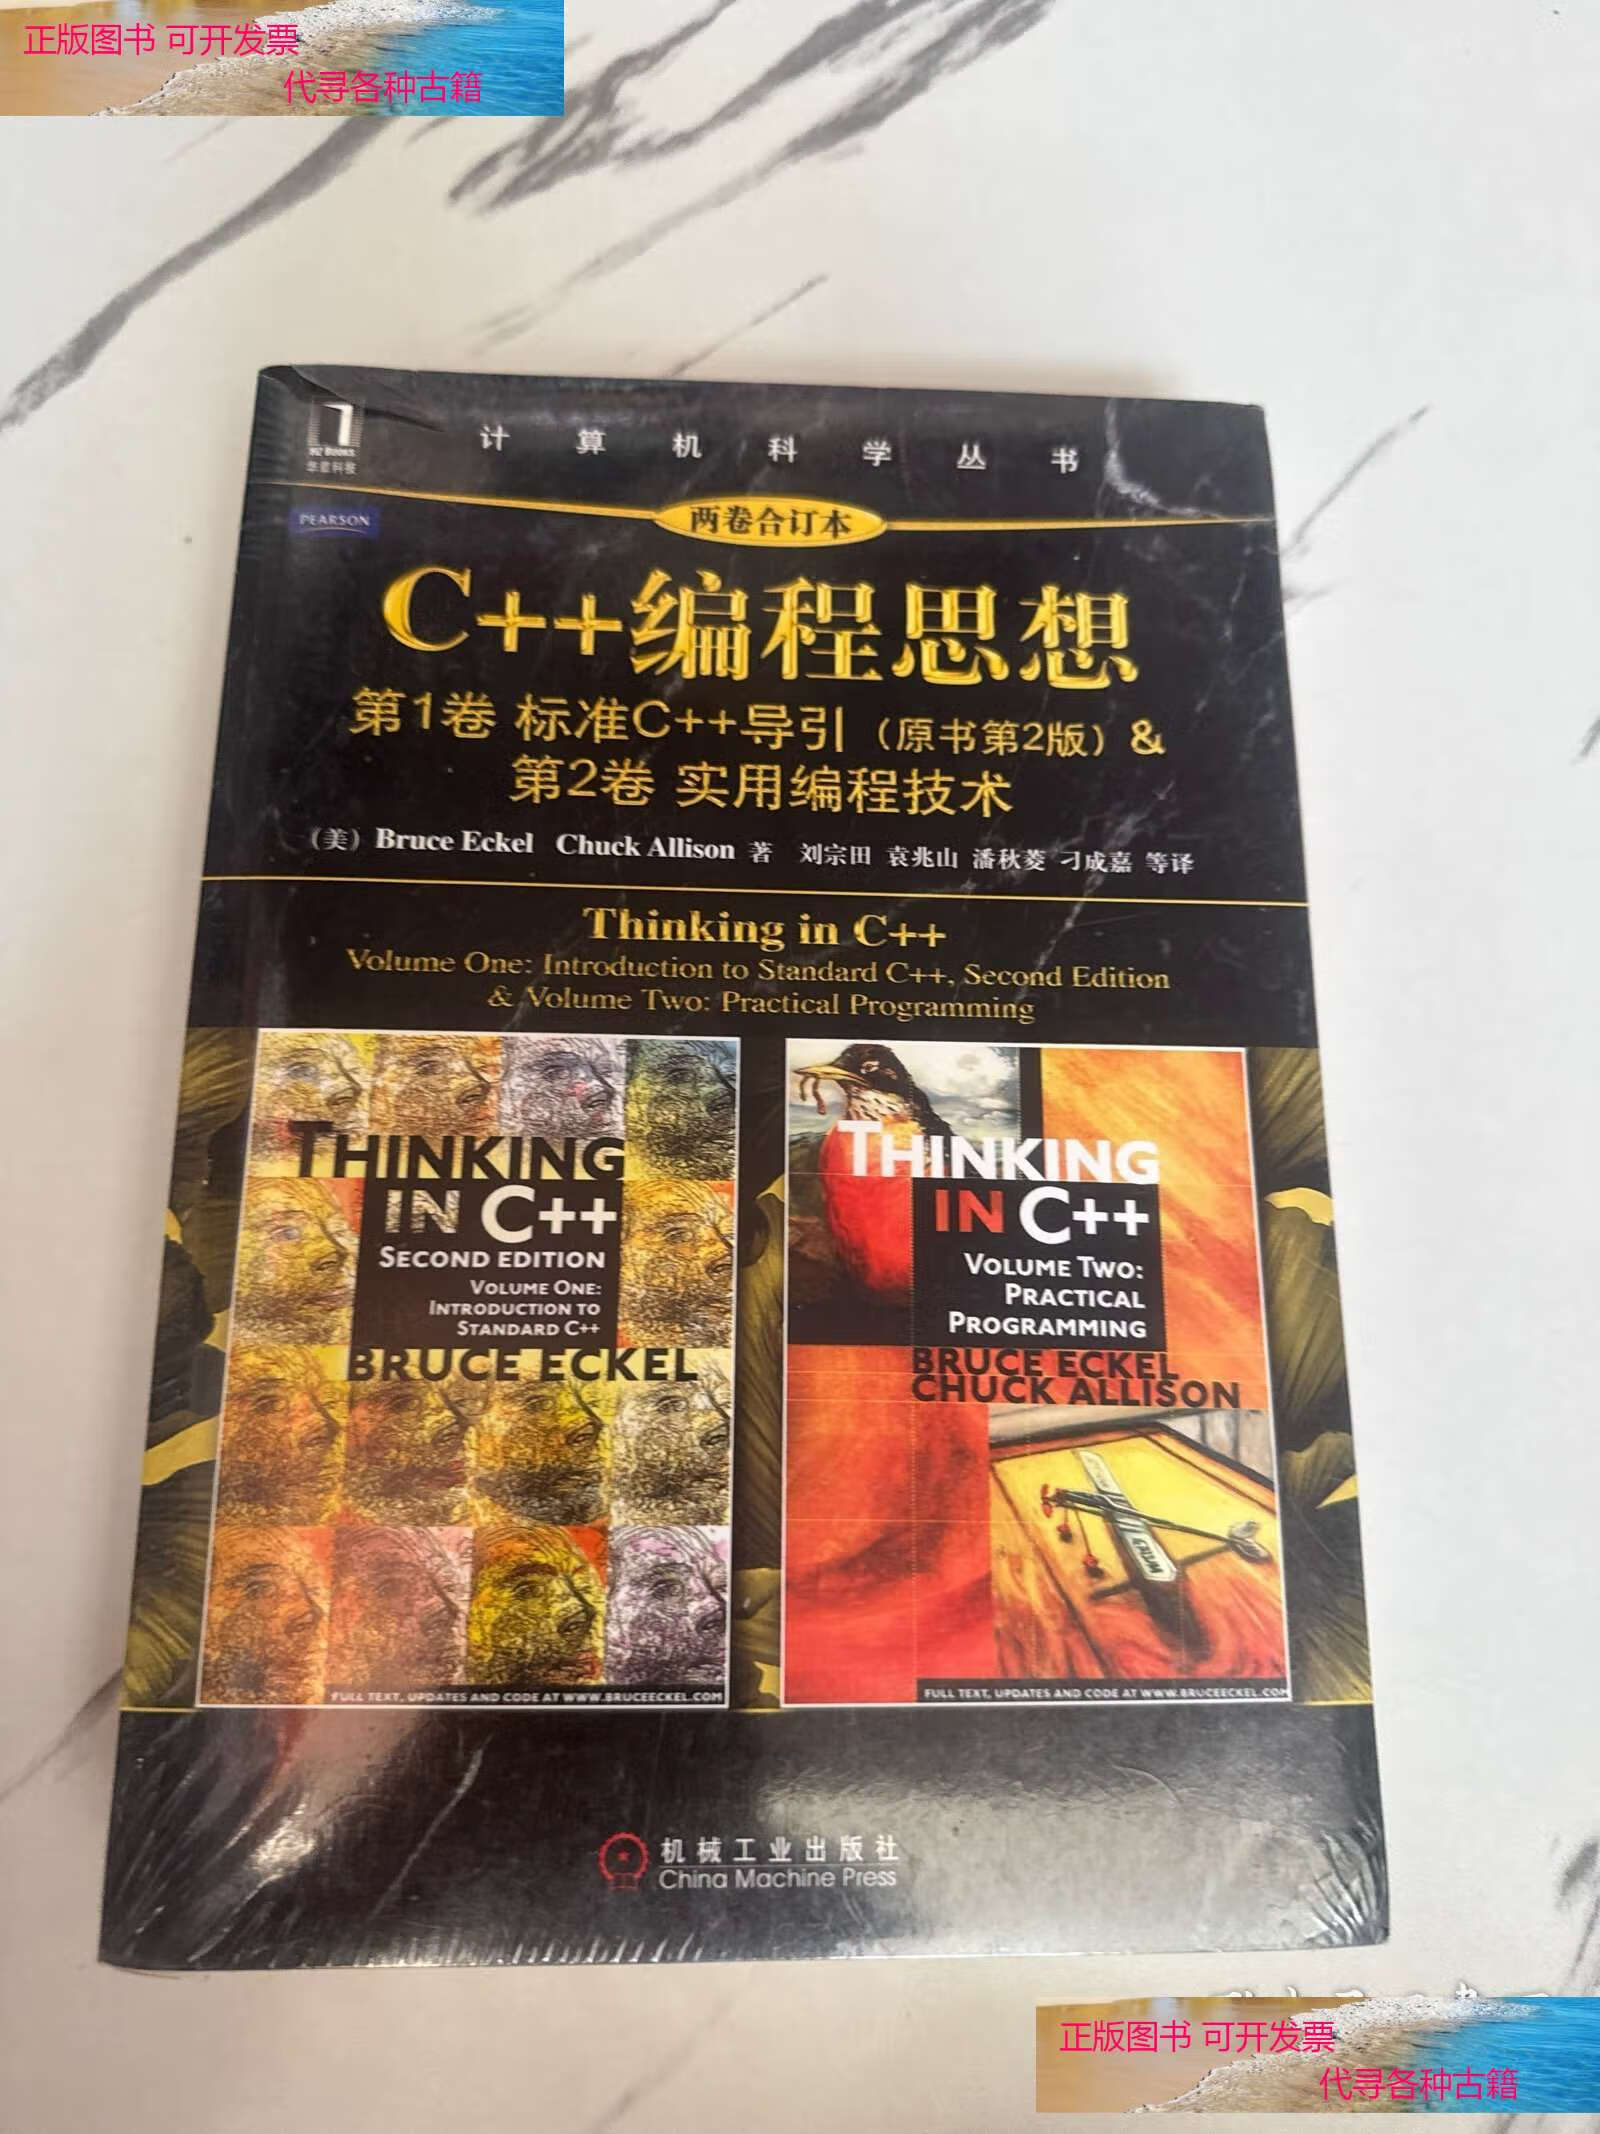 正版图书 可开发票
代寻各种古籍
HZ BOOKS
华章科技
计算机科学丛书
PEARSON
两卷合订本
C++编程思想
第1卷 标准C++导引（原书第2版）&
第2卷 实用编程技术
（美）Bruce Eckel Chuck Allison 著 刘宗田 袁兆山 潘秋菱 刁成嘉 等译
Thinking in C++
Volume One: Introduction to Standard C++, Second Edition
& Volume Two: Practical Programming
THINKING
IN C++
SECOND EDITION
VOLUME ONE:
INTRODUCTION TO
STANDARD C++
BRUCE ECKEL
FULL TEXT, UPDATES AND CODE AT WWW.BRUCEECKEL.COM
THINKING
IN C++
VOLUME TWO:
PRACTICAL
PROGRAMMING
BRUCE ECKEL
CHUCK ALLISON
FULL TEXT, UPDATES AND CODE AT WWW.BRUCEECKEL.COM
机械工业出版社
China Machine Press
正版图书 可开发票
代寻各种古籍